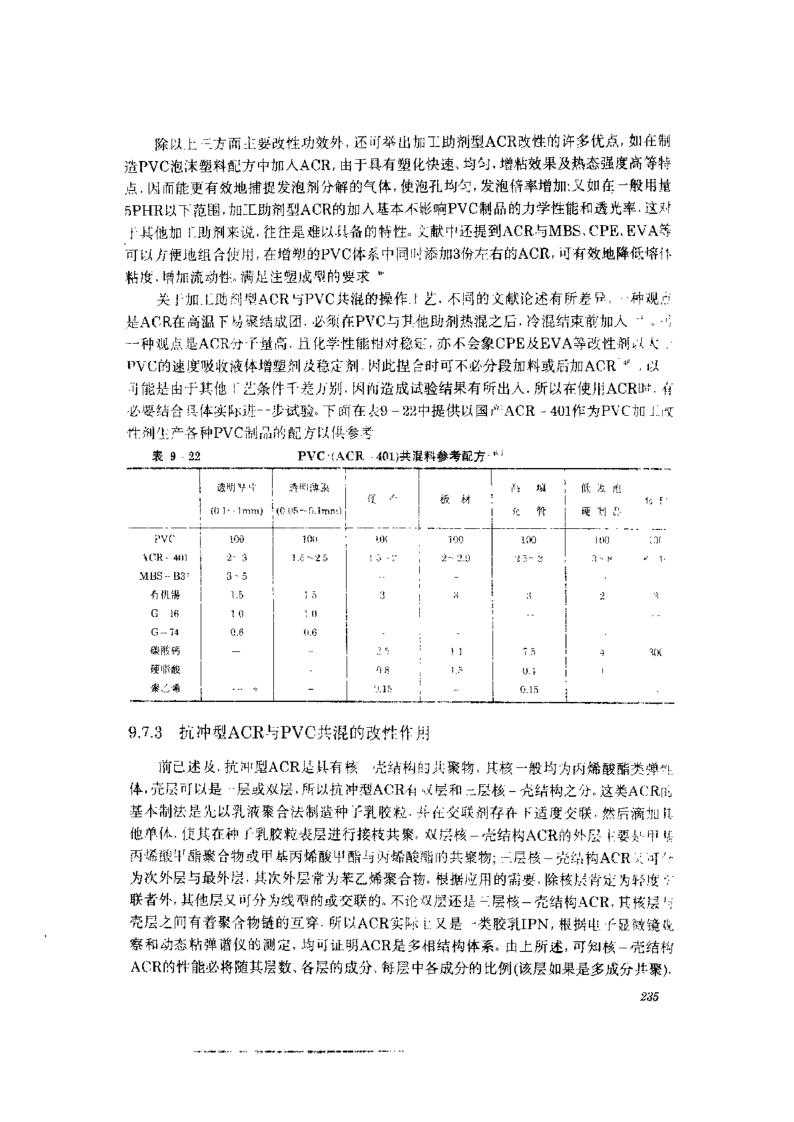 除以上三方面主要改性功效外,还可举出加工助剂型ACR改性的许多优点,如在制
造PVC泡沫塑料配方中加入ACR,由于具有塑化快速、均匀,增粘效果及热态强度高等特
点,因而能更有效地捕捉发泡剂分解的气体,使泡孔均匀,发泡倍率增加;又如在一般用量
5PHR以下范围,加工助剂型ACR的加入基本不影响PVC制品的力学性能和透光率.这对
于其他加工助剂来说,往往是难以具备的特性。文献中还提到ACR与MBS、CPE、EVA等
可以方便地组合使用,在增塑的PVC体系中同时添加3份左右的ACR,可有效地降低熔体
粘度,增加流动性,满足注塑成型的要求
关于加工助剂型ACR与PVC共混的操作工艺,不同的文献论述有所差异,一种观点
是ACR在高温下易聚结成团,必须在PVC与其他助剂热混之后,冷混结束前加入
一种观点是ACR分子量高,且化学性能相对稳定,亦不会象CPE及EVA等改性剂以大于
PVC的速度吸收液体增塑剂及稳定剂,因此捏合时可不必分段加料或后加ACR,以
可能是由于其他工艺条件千差万别,因而造成试验结果有所出入,所以在使用ACR时,有
必要结合具体实际进一步试验。下面在表9-22中提供以国产ACR-401作为PVC加工改
性剂生产各种PVC制品的配方以供参考
表 9-22 PVC(ACR-401)共混料参考配方
透明厚片 透明薄膜 板材 高填 低发泡
(0.1~1mm) (0.05~0.1mm) 充管 硬制品
PVC 100 100 100 100 100 100
ACR-401 2~3 1.5~2.5 2~2.9 2.5~3 3~8
MBS-B3 3~5
有机锡 1.5 1.5 3 3 3 2 3
G-16 1.0 1.0
G-74 0.6 0.6
碳酸钙 2.5 11 7.5 4
硬脂酸 0.8 1.5
聚乙烯 0.15 0.15
9.7.3 抗冲型ACR与PVC共混的改性作用
前已述及,抗冲型ACR是具有核-壳结构的共聚物,其核一般均为丙烯酸酯类弹性
体,壳层可以是一层或双层,所以抗冲型ACR有双层和三层核-壳结构之分。这类ACR的
基本制法是先以乳液聚合法制造种子乳胶粒,并在交联剂存在下适度交联,然后滴加其
他单体,使其在种子乳胶粒表层进行接枝共聚。双层核-壳结构ACR的外层主要是甲基
丙烯酸甲酯聚合物或甲基丙烯酸甲酯与丙烯酸酯的共聚物;三层核-壳结构ACR又可分
为次外层与最外层,其次外层常为苯乙烯聚合物。根据应用的需要,除核层肯定为轻度交
联者外,其他层又可分为线型的或交联的。不论双层还是三层核-壳结构ACR,其核层与
壳层之间有着聚合物链的互穿,所以ACR实际上又是一类胶乳IPN,根据电子显微镜观
察和动态粘弹谱仪的测定,均可证明ACR是多相结构体系。由上所述,可知核-壳结构
ACR的性能必将随其层数、各层的成分、每层中各成分的比例(该层如果是多成分共聚),
235